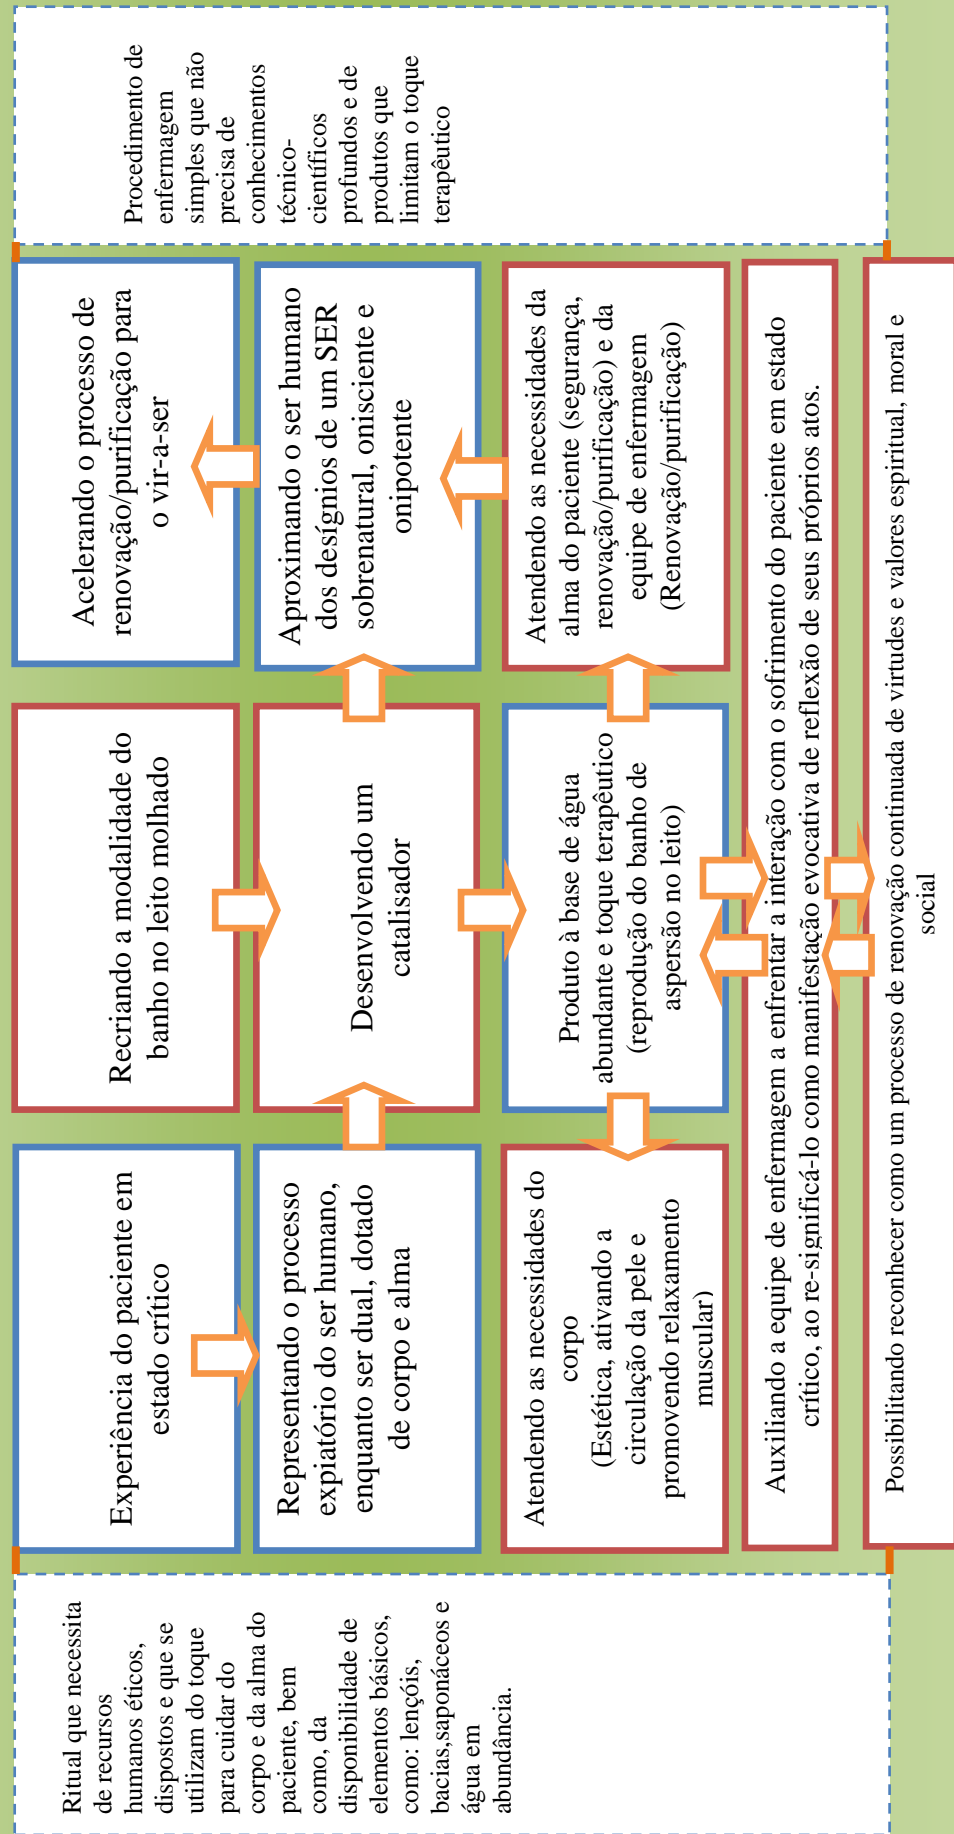 Ritual que necessita
de recursos
humanos éticos,
dispostos e que se
utilizam do toque
para cuidar do
corpo e da alma do
paciente, bem
como, da
disponibilidade de
elementos básicos,
como: lençóis,
bacias,saponáceos e
água em
abundância.
Experiência do paciente em
estado crítico
Recriando a modalidade do
banho no leito molhado
Acelerando o processo de
renovação/purificação para
o vir-a-ser
Representando o processo
expiatório do ser humano,
enquanto ser dual, dotado
de corpo e alma
Desenvolvendo um
catalisador
Aproximando o ser humano
dos desígnios de um SER
sobrenatural, onisciente e
onipotente
Atendendo as necessidades do
corpo
(Estética, ativando a
circulação da pele e
promovendo relaxamento
muscular)
Produto à base de água
abundante e toque terapêutico
(reprodução do banho de
aspersão no leito)
Atendendo as necessidades da
alma do paciente (segurança,
renovação/purificação) e da
equipe de enfermagem
(Renovação/purificação)
Auxiliando a equipe de enfermagem a enfrentar a interação com o sofrimento do paciente em estado
crítico, ao re-significá-lo como manifestação evocativa de reflexão de seus próprios atos.
Possibilitando reconhecer como um processo de renovação continuada de virtudes e valores espiritual, moral e
social
Procedimento de
enfermagem
simples que não
precisa de
conhecimentos
técnico-
científicos
profundos e de
produtos que
limitam o toque
terapêutico